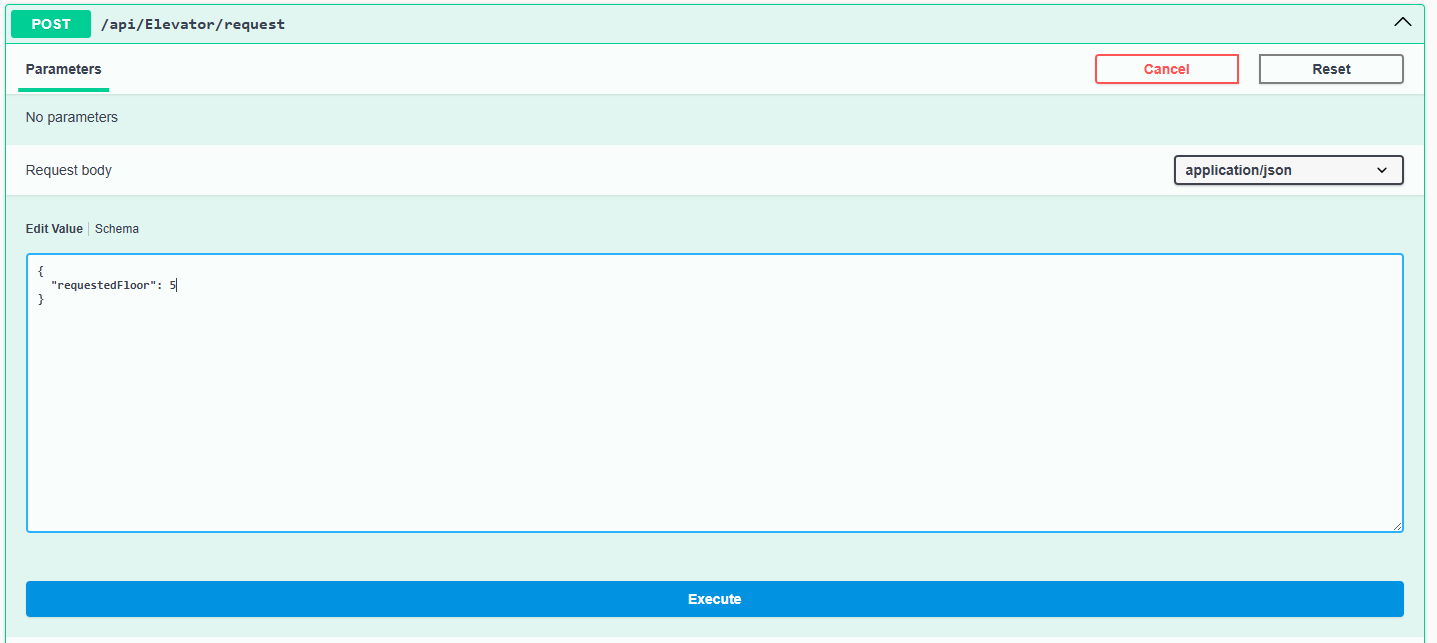 POST /api/Elevator/request
Parameters Cancel Reset
No parameters
Request body application/json
Edit Value Schema
{
"requestedFloor": 5
}
Execute